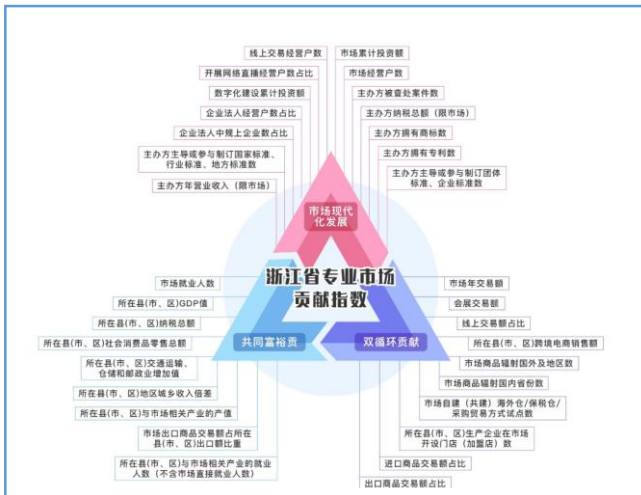 线上交易经营户数
开展网络直播经营户数占比
数字化建设累计投资额
企业法人经营户数占比
企业法人中规上企业数占比
主办方主导或参与制订国家标准、
行业标准、地方标准数
主办方年营业收入（限市场）
市场累计投资额
市场经营户数
主办方被查处案件数
主办方纳税总额（限市场）
主办方拥有商标数
主办方拥有专利数
主办方主导或参与制订团体
标准、企业标准数
市场现代
化发展
浙江省专业市场
贡献指数
共同富裕贡
双循环贡献
市场就业人数
所在县(市、区)GDP值
所在县(市、区)纳税总额
所在县(市、区)社会消费品零售总额
所在县(市、区)交通运输、
仓储和邮政业增加值
所在县(市、区)地区城乡收入倍差
所在县(市、区)与市场相关产业的产值
市场出口商品交易额占所在
县(市、区)出口额比重
所在县(市、区)与市场相关产业的就业
人数（不含市场直接就业人数）
市场年交易额
会展交易额
线上交易额占比
所在县(市、区)跨境电商销售额
市场商品辐射国外及地区数
市场商品辐射国内省份数
市场自建（共建）海外仓/保税仓/
采购贸易方式试点数
所在县(市、区)生产企业在市场
开设门店（加盟店）数
进口商品交易额占比
出口商品交易额占比